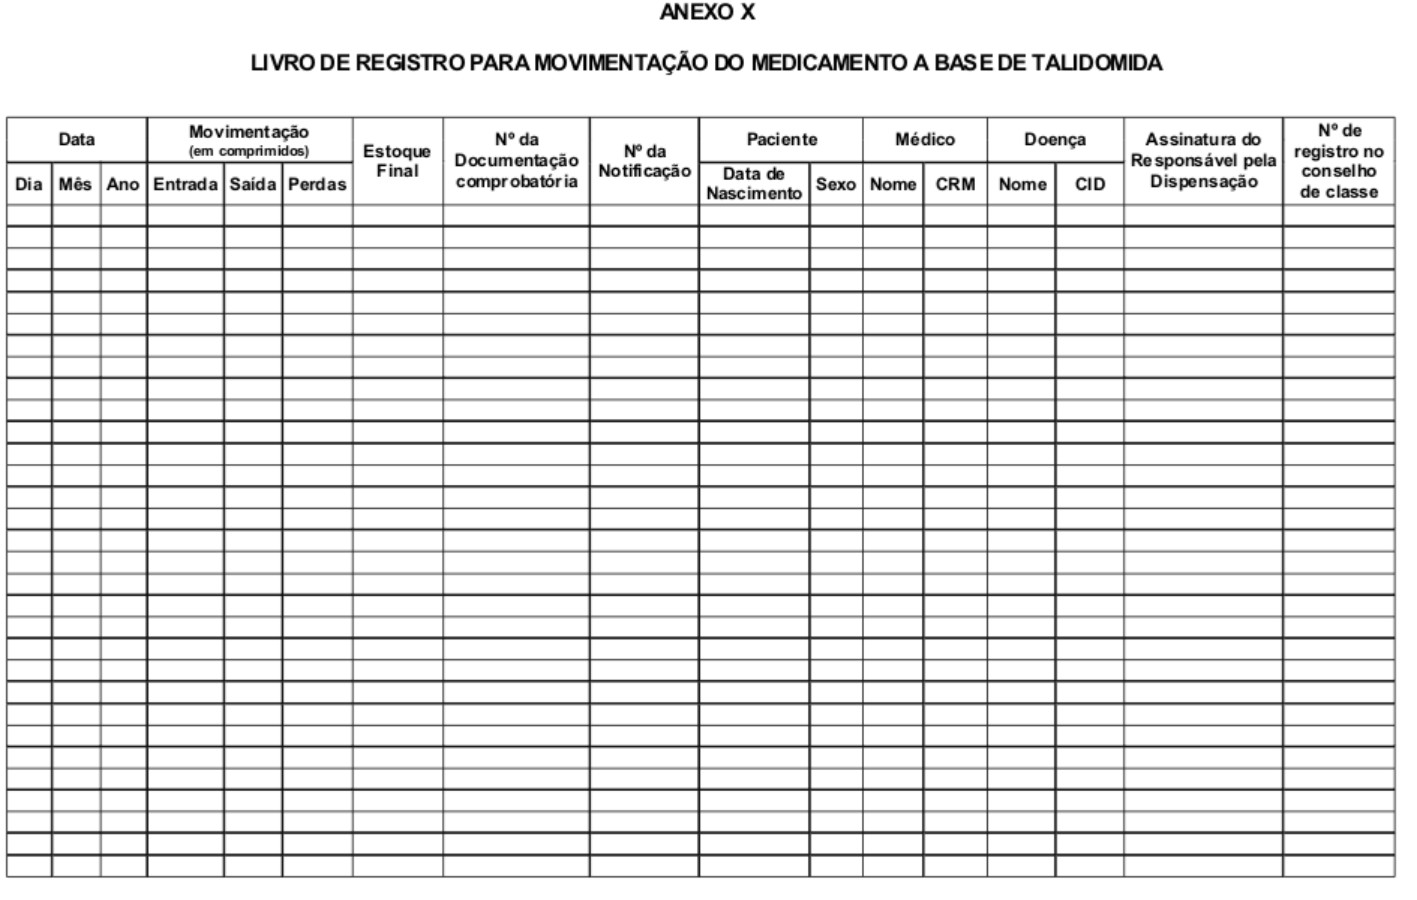 ANEXO X
LIVRO DE REGISTRO PARA MOVIMENTAÇÃO DO MEDICAMENTO A BASE DE TALIDOMIDA
Data
Dia Mês Ano
Movimentação
(em comprimidos)
Entrada Saída Perdas
Estoque
Final
Nº da
Documentação
comprobatória
Nº da
Notificação
Paciente
Data de
Nascimento
Sexo
Médico
Nome CRM
Doença
Nome CID
Assinatura do
Responsável pela
Dispensação
Nº de
registro no
conselho
de classe